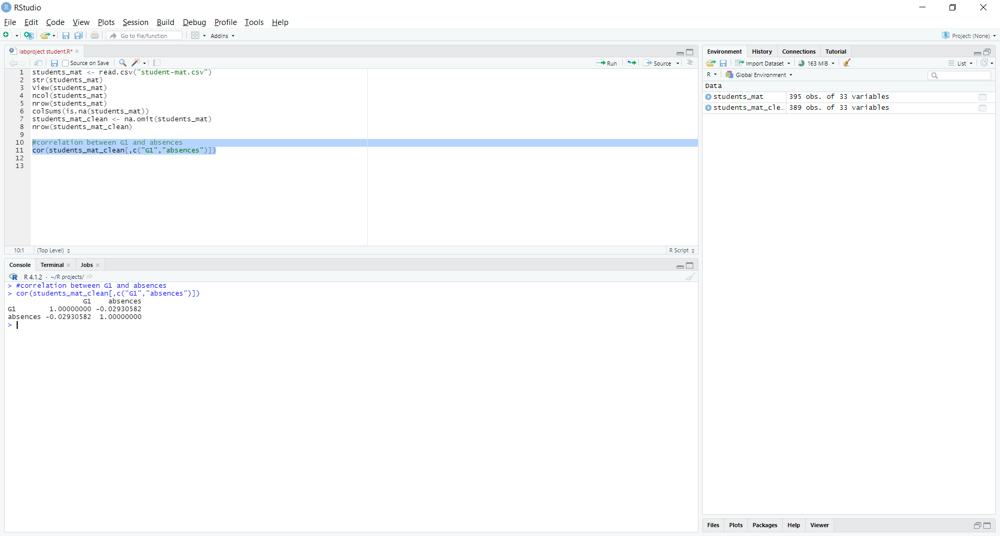 RStudio
File Edit Code View Plots Session Build Debug Profile Tools Help
Go to file/function Addins Project: (None)
labproject student.R*
Source on Save Run Source
1 students_mat <- read.csv("student-mat.csv")
2 str(students_mat)
3 View(students_mat)
4 ncol(students_mat)
5 nrow(students_mat)
6 colSums(is.na(students_mat))
7 students_mat_clean <- na.omit(students_mat)
8 nrow(students_mat_clean)
9
10 #correlation between G1 and absences
11 cor(students_mat_clean[,c("G1","absences")])
12
13
10:1 (Top Level) R Script
Console Terminal Jobs
R 4.1.2 · ~/R projects/
> #correlation between G1 and absences
> cor(students_mat_clean[,c("G1","absences")])
G1 absences
G1 1.00000000 -0.02930582
absences -0.02930582 1.00000000
>
Environment History Connections Tutorial
Import Dataset 163 MiB List
R Global Environment
Data
students_mat 395 obs. of 33 variables
students_mat_cle… 389 obs. of 33 variables
Files Plots Packages Help Viewer